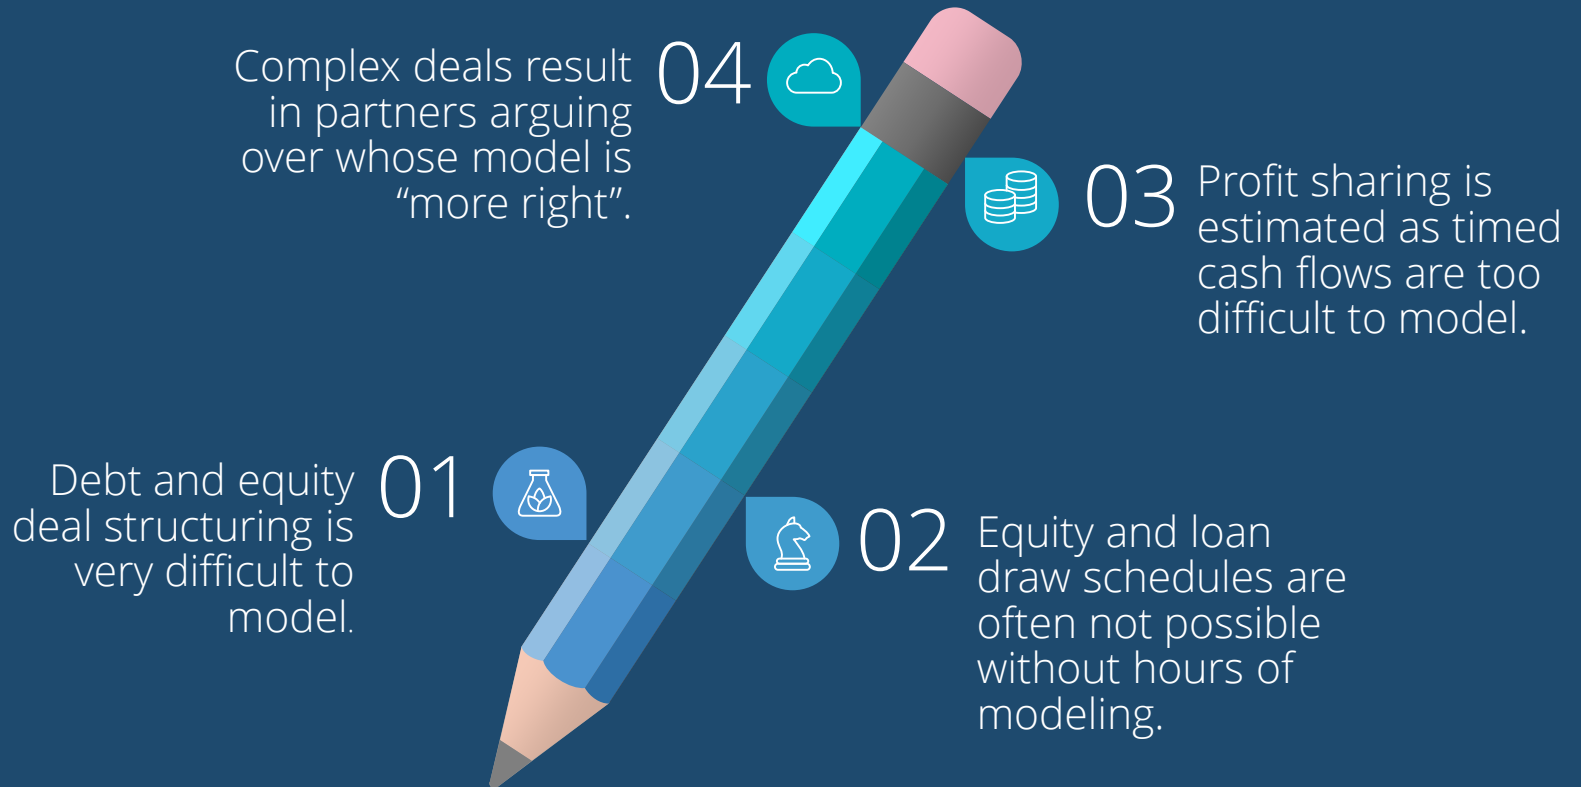 04
Complex deals result
in partners arguing
over whose model is
“more right”.
03
Profit sharing is
estimated as timed
cash flows are too
difficult to model.
01
Debt and equity
deal structuring is
very difficult to
model.
02
Equity and loan
draw schedules are
often not possible
without hours of
modeling.